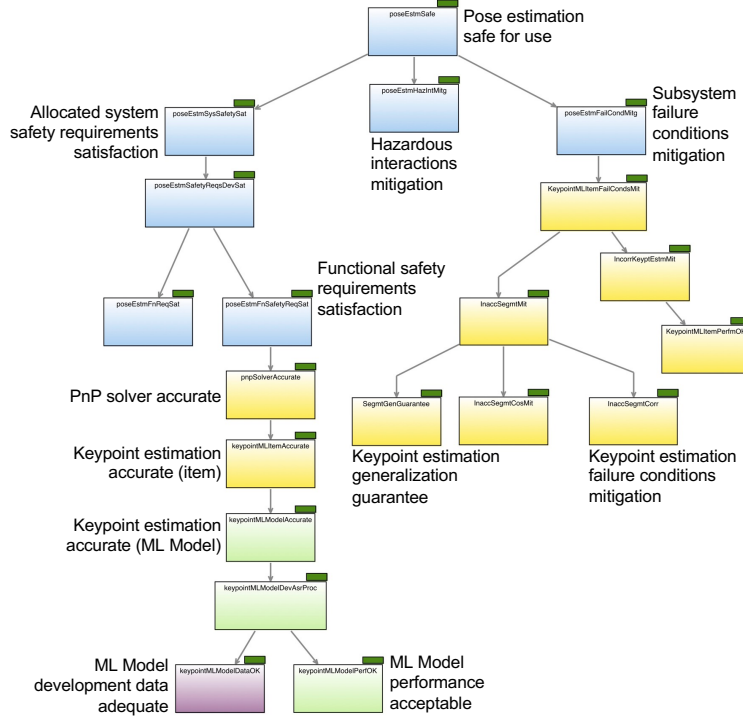 poseEstmSafe
Pose estimation
safe for use
poseEstmSysSafetySat
Allocated system
safety requirements
satisfaction
poseEstmHazIntMitg
Hazardous
interactions
mitigation
poseEstmFailCondMitg
Subsystem
failure
conditions
mitigation
poseEstmSafetyReqsDevSat
KeypointMLItemFailCondsMit
poseEstmFnReqSat
poseEstmFnSafetyReqSat
Functional safety
requirements
satisfaction
InaccSegmtMit
IncorrKeyptEstmMit
KeypointMLItemPerfmOK
PnP solver accurate
pnpSolverAccurate
SegmtGenGuarantee
InaccSegmtCosMit
InaccSegmtCorr
Keypoint estimation
generalization
guarantee
Keypoint estimation
failure conditions
mitigation
Keypoint estimation
accurate (item)
keypointMLItemAccurate
Keypoint estimation
accurate (ML Model)
keypointMLModelAccurate
keypointMLModelDevAsrProc
ML Model
development data
adequate
keypointMLModelDataOK
keypointMLModelPerfOK
ML Model
performance
acceptable